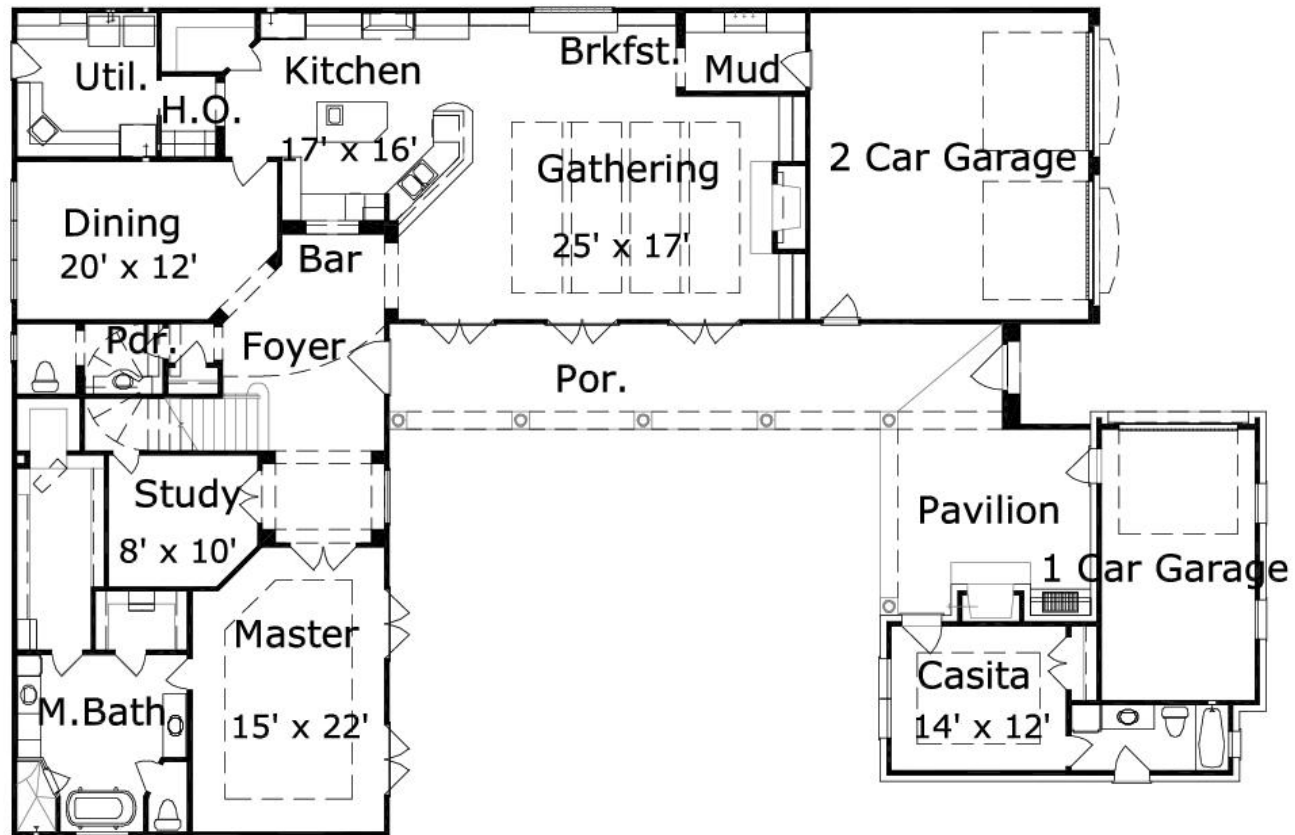 Util.
H.O.
Kitchen
17' x 16'
Brkfst.
Mud
Gathering
25' x 17'
2 Car Garage
Dining
20' x 12'
Bar
Pdr.
Foyer
Por.
Study
8' x 10'
Pavilion
1 Car Garage
Master
15' x 22'
M.Bath
Casita
14' x 12'